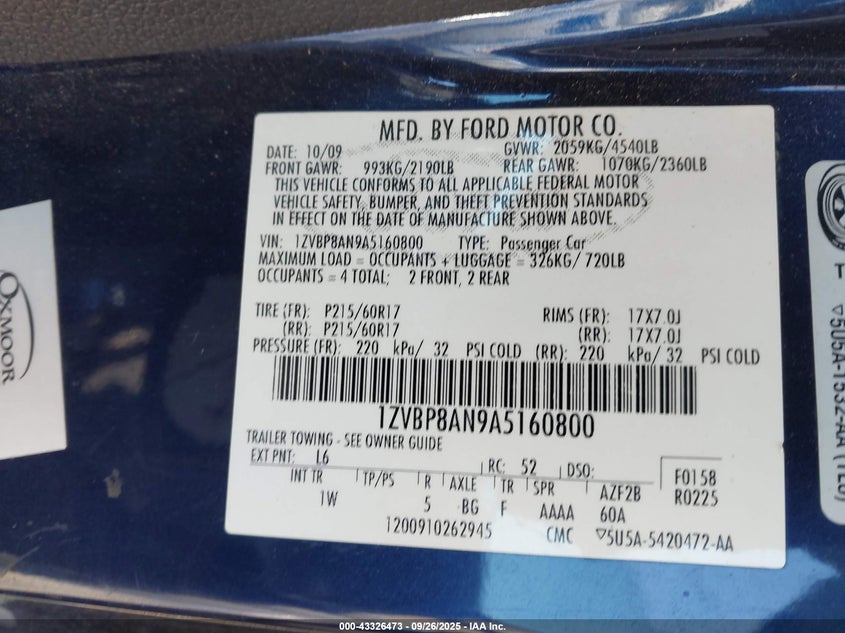 MFD. BY FORD MOTOR CO.
DATE: 10/09 GVWR: 2059KG/4540LB
FRONT GAWR: 993KG/2190LB REAR GAWR: 1070KG/2360LB
THIS VEHICLE CONFORMS TO ALL APPLICABLE FEDERAL MOTOR
VEHICLE SAFETY, BUMPER, AND THEFT PREVENTION STANDARDS
IN EFFECT ON THE DATE OF MANUFACTURE SHOWN ABOVE.
VIN: 1ZVBP8AN9A5160800 TYPE: Passenger Car
MAXIMUM LOAD = OCCUPANTS + LUGGAGE = 326KG/ 720LB
OCCUPANTS = 4 TOTAL; 2 FRONT, 2 REAR
TIRE (FR): P215/60R17 RIMS (FR): 17X7.0J
(RR): P215/60R17 (RR): 17X7.0J
PRESSURE (FR): 220 kPa/ 32 PSI COLD (RR): 220 kPa/ 32 PSI COLD
1ZVBP8AN9A5160800
TRAILER TOWING - SEE OWNER GUIDE
EXT PNT: L6 RC: 52 DSO: F0158
INT TR TP/PS R AXLE TR SPR AZF2B R0225
1W 5 BG F AAAA 60A
1200910262945 CMC ▽5U5A-5420472-AA
OXMOOR
T
▽5U5A-1532-AA (TEO)
000-43326473 - 09/26/2025 - IAA Inc.